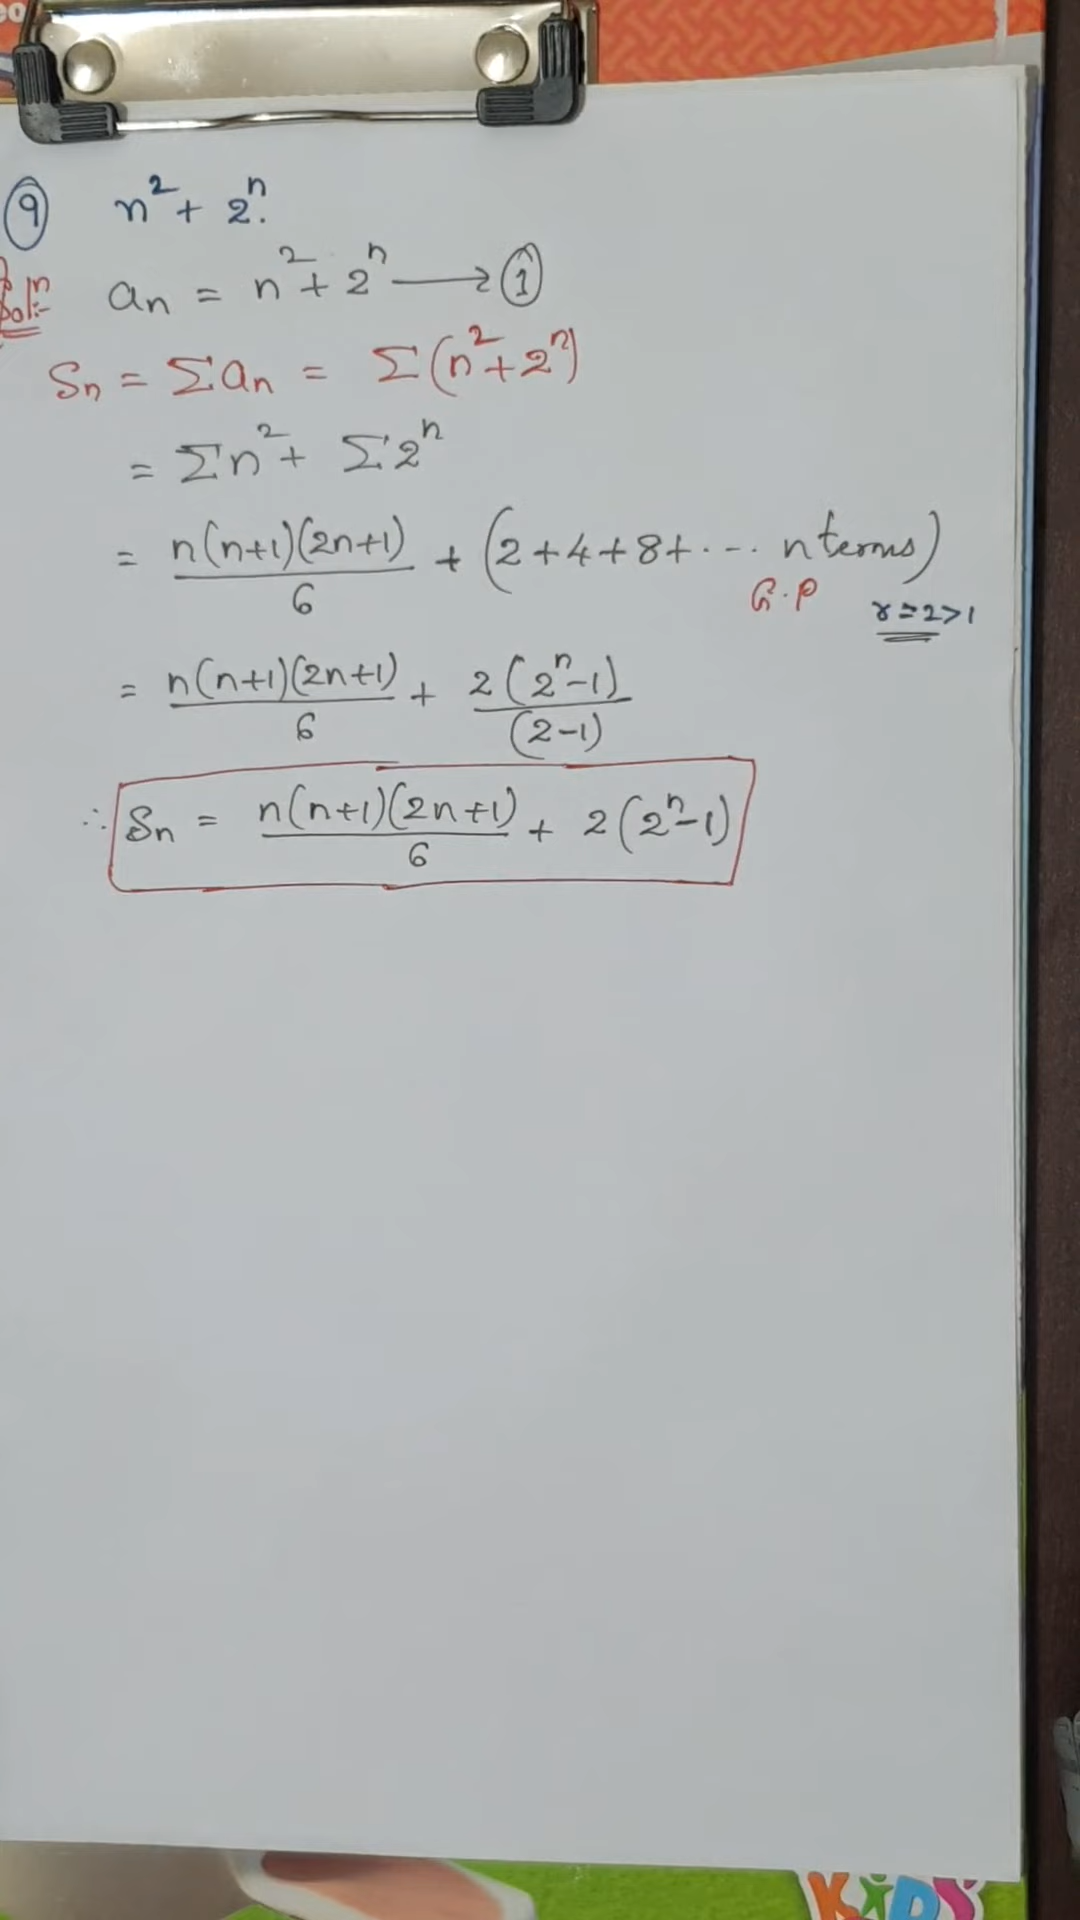 9 n² + 2ⁿ.
Solⁿ:- aₙ = n² + 2ⁿ ⟶ ①
Sₙ = Σaₙ = Σ(n² + 2ⁿ)
= Σn² + Σ2ⁿ
= n(n+1)(2n+1)/6 + (2+4+8+.... n terms)
G.P r = 2 > 1
= n(n+1)(2n+1)/6 + 2(2ⁿ-1)/(2-1)
∴ Sₙ = n(n+1)(2n+1)/6 + 2(2ⁿ-1)
KiDS